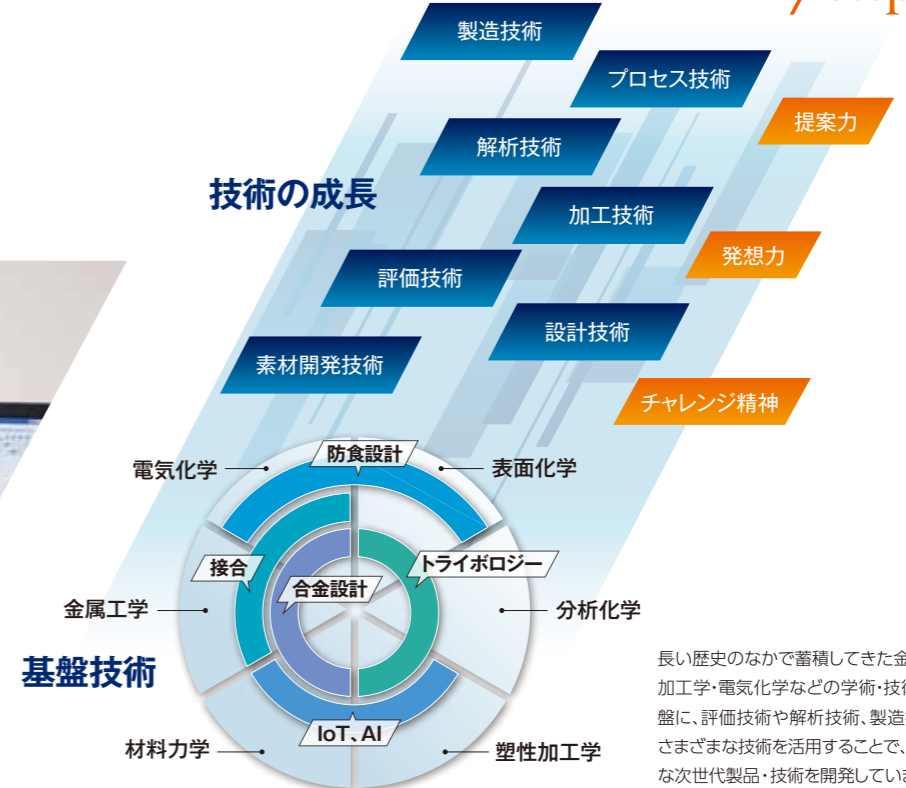 製造技術
プロセス技術
提案力
解析技術
技術の成長
加工技術
発想力
評価技術
設計技術
素材開発技術
チャレンジ精神
防食設計
電気化学
表面化学
接合
トライボロジー
合金設計
金属工学
分析化学
基盤技術
IoT、AI
材料力学
塑性加工学
長い歴史のなかで蓄積してきた金
加工学・電気化学などの学術・技術
盤に、評価技術や解析技術、製造
さまざまな技術を活用することで、
な次世代製品・技術を開発していま